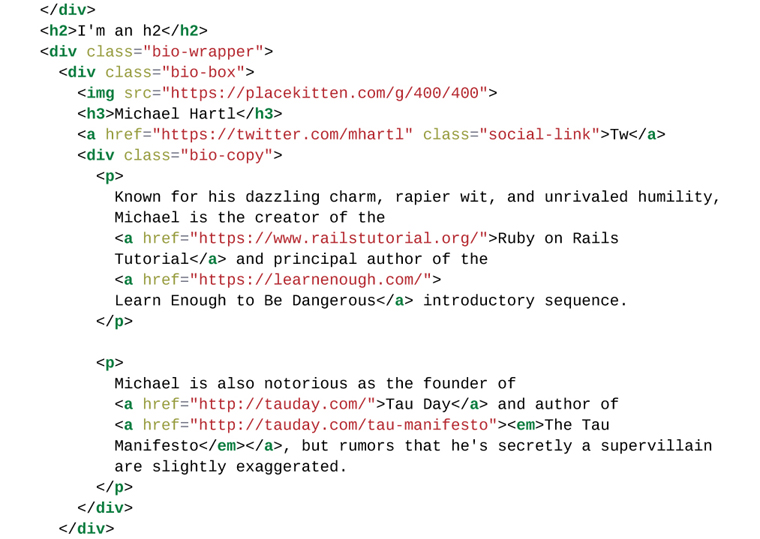 </div>
<h2>I'm an h2</h2>
<div class="bio-wrapper">
<div class="bio-box">
<img src="https://placekitten.com/g/400/400">
<h3>Michael Hartl</h3>
<a href="https://twitter.com/mhartl" class="social-link">Tw</a>
<div class="bio-copy">
<p>
Known for his dazzling charm, rapier wit, and unrivaled humility,
Michael is the creator of the
<a href="https://www.railstutorial.org/">Ruby on Rails
Tutorial</a> and principal author of the
<a href="https://learnenough.com/">
Learn Enough to Be Dangerous</a> introductory sequence.
</p>
<p>
Michael is also notorious as the founder of
<a href="http://tauday.com/">Tau Day</a> and author of
<a href="http://tauday.com/tau-manifesto"><em>The Tau
Manifesto</em></a>, but rumors that he's secretly a supervillain
are slightly exaggerated.
</p>
</div>
</div>